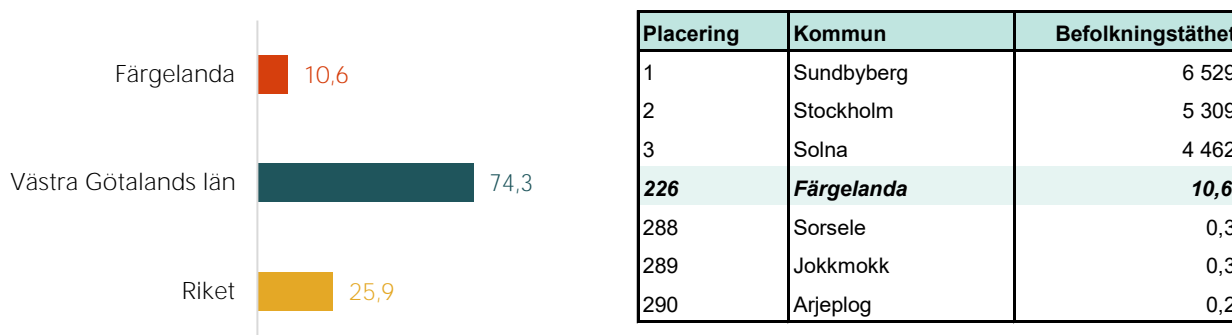 Färgelanda 10,6
Västra Götalands län 74,3
Riket 25,9
Placering Kommun Befolkningstäthet
1 Sundbyberg 6 529
2 Stockholm 5 309
3 Solna 4 462
226 Färgelanda 10,6
288 Sorsele 0,3
289 Jokkmokk 0,3
290 Arjeplog 0,2